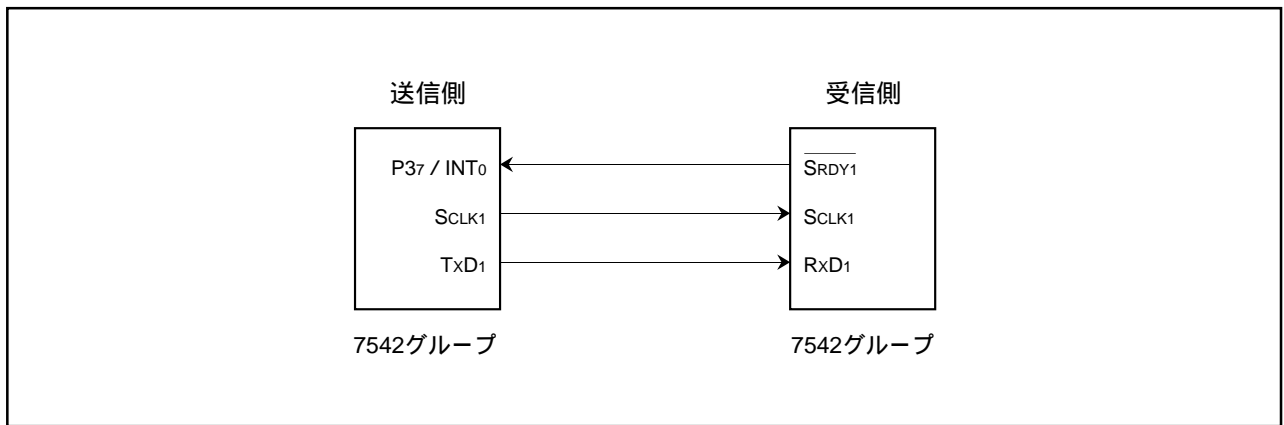 送信側 受信側
P37 / INT0 SRDY1
SCLK1 SCLK1
TxD1 RxD1
7542グループ 7542グループ